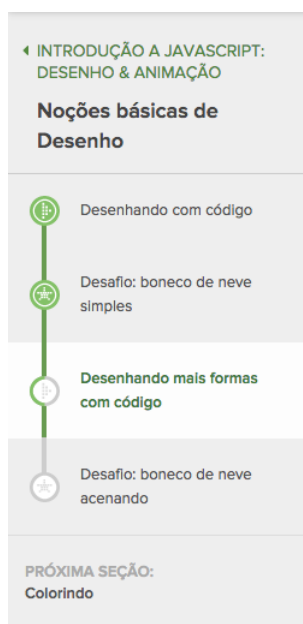 INTRODUÇÃO A JAVASCRIPT:
DESENHO & ANIMAÇÃO
Noções básicas de
Desenho
Desenhando com código
Desafio: boneco de neve
simples
Desenhando mais formas
com código
Desafio: boneco de neve
acenando
PRÓXIMA SEÇÃO:
Colorindo